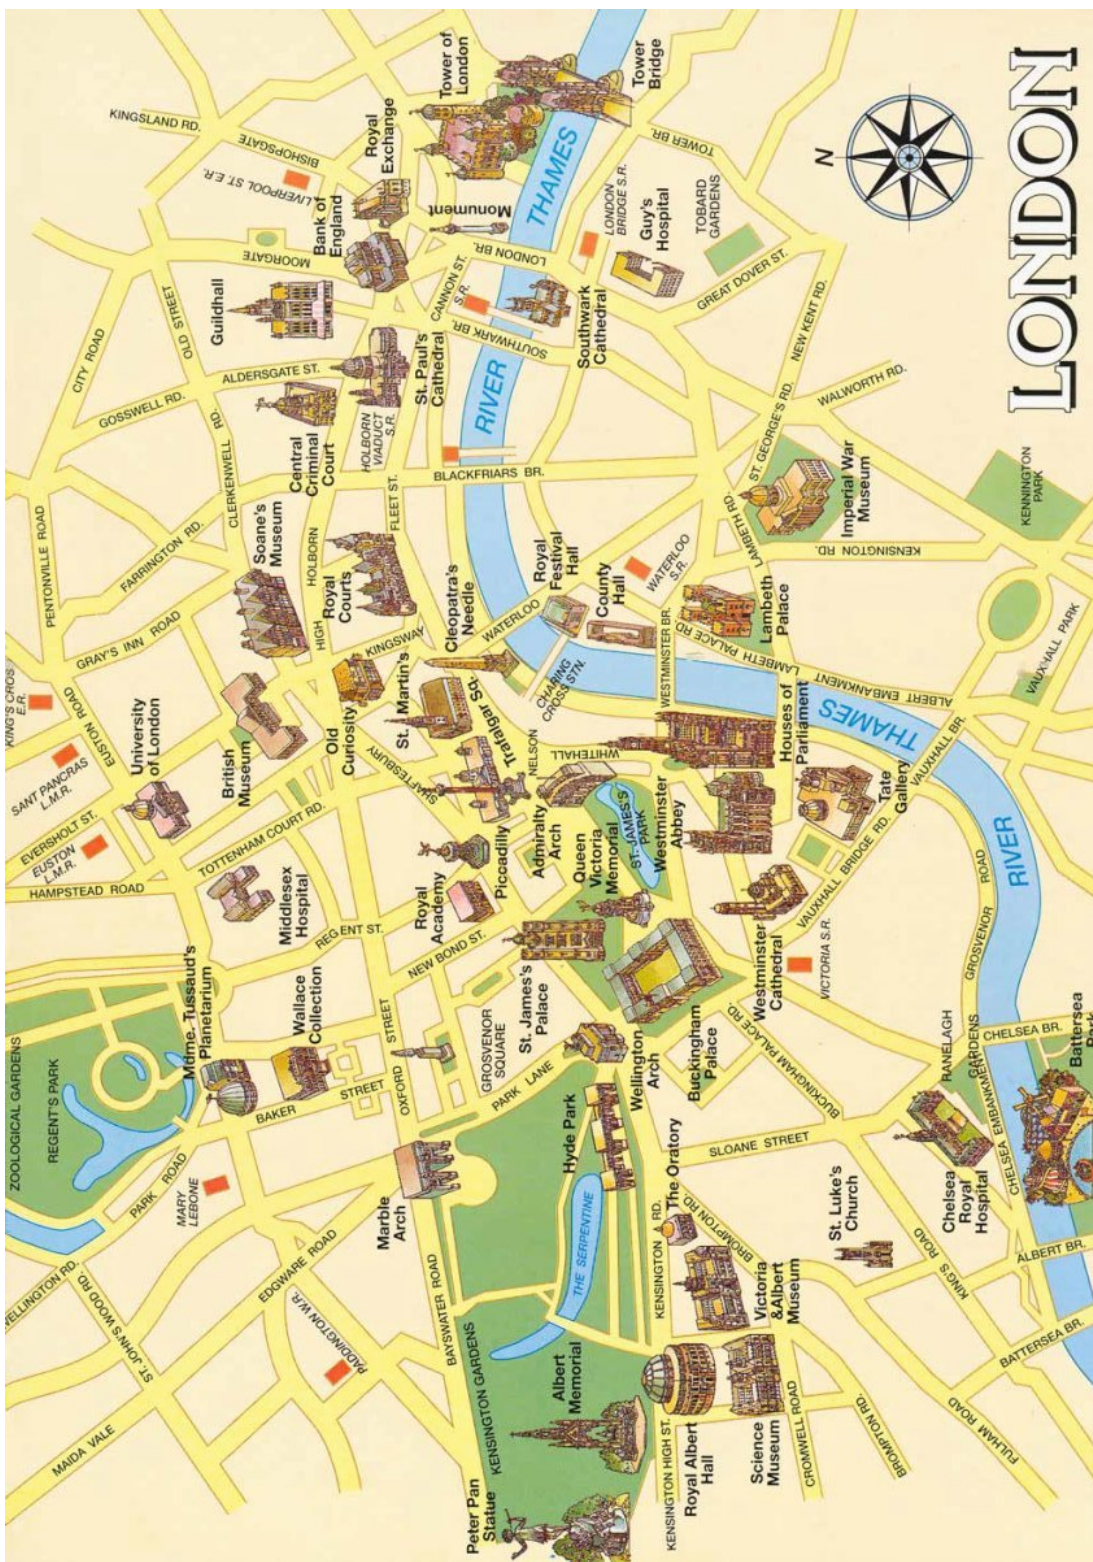 LONDON
N
MAIDA VALE
ST. JOHN'S WOOD RD.
ELLINGTON RD.
PARK ROAD
ZOOLOGICAL GARDENS
REGENT'S PARK
HAMPSTEAD ROAD
EVERSHOLT ST.
EUSTON
L.M.R.
SANT PANCRAS
L.M.R.
KING'S CROS
E.R.
EUSTON ROAD
PENTONVILLE ROAD
GRAY'S INN ROAD
FARRINGTON RD.
GOSSWELL RD.
CITY ROAD
OLD STREET
CLERKENWELL RD.
KINGSLAND RD.
BISHOPSGATE
LIVERPOOL ST. E.R.
MOORGATE
ALDERSGATE ST.
EDGWARE ROAD
PADDINGTON W.R.
MARY
LEBONE
BAKER STREET
Mdme. Tussaud's
Planetarium
Wallace
Collection
Middlesex
Hospital
University
of London
TOTTENHAM COURT RD.
REGENT ST.
British
Museum
Soane's
Museum
HIGH HOLBORN
Old
Curiosity
Royal
Courts
KINGSWAY
FLEET ST.
Central
Criminal
Court
HOLBORN
VIADUCT
S.R.
St. Paul's
Cathedral
Guildhall
Bank of
England
Royal
Exchange
Tower of
London
Tower
Bridge
Monument
CANNON ST.
S.R.
BAYSWATER ROAD
Marble
Arch
OXFORD STREET
NEW BOND ST.
GROSVENOR
SQUARE
PARK LANE
Royal
Academy
Piccadilly
SHAFTESBURY
St. Martin's
Trafalgar Sq.
NELSON
Cleopatra's
Needle
Admiralty
Arch
WHITEHALL
CHARING
CROSS STN.
WATERLOO
BLACKFRIARS BR.
SOUTHWARK BR.
LONDON BR.
TOWER BR.
RIVER
THAMES
Peter Pan
Statue
KENSINGTON GARDENS
Albert
Memorial
THE SERPENTINE
Hyde Park
Wellington
Arch
St. James's
Palace
Queen
Victoria
Memorial
ST. JAMES'S
PARK
Buckingham
Palace
Westminster
Abbey
Houses of
Parliament
WESTMINSTER BR.
Royal
Festival
Hall
County
Hall
WATERLOO
S.R.
Southwark
Cathedral
LONDON
BRIDGE S.R.
Guy's
Hospital
TOBARD
GARDENS
GREAT DOVER ST.
NEW KENT RD.
KENSINGTON HIGH ST.
Royal Albert
Hall
KENSINGTON RD.
The Oratory
BROMPTON RD.
Science
Museum
Victoria
&Albert
Museum
CROMWELL ROAD
BROMPTON RD.
SLOANE STREET
BUCKINGHAM PALACE RD.
Westminster
Cathedral
VICTORIA S.R.
VAUXHALL BRIDGE RD.
Tate
Gallery
LAMBETH PALACE RD.
Lambeth
Palace
LAMBETH RD.
ST. GEORGE'S RD.
Imperial War
Museum
WALWORTH RD.
KENSINGTON RD.
KENNINGTON
PARK
ALBERT EMBANKMENT
THAMES
VAUXHALL BR.
VAUXHALL PARK
GROSVENOR ROAD
RIVER
FULHAM ROAD
KING'S ROAD
St. Luke's
Church
Chelsea
Royal
Hospital
RANELAGH
GARDENS
CHELSEA EMBANKMENT
CHELSEA BR.
ALBERT BR.
BATTERSEA BR.
Battersea
Park